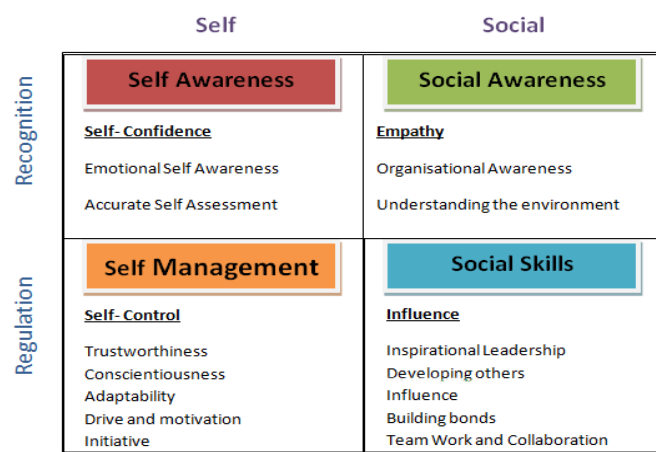 Self
Social
Recognition
Self Awareness
Self- Confidence
Emotional Self Awareness
Accurate Self Assessment
Social Awareness
Empathy
Organisational Awareness
Understanding the environment
Regulation
Self Management
Self- Control
Trustworthiness
Conscientiousness
Adaptability
Drive and motivation
Initiative
Social Skills
Influence
Inspirational Leadership
Developing others
Influence
Building bonds
Team Work and Collaboration